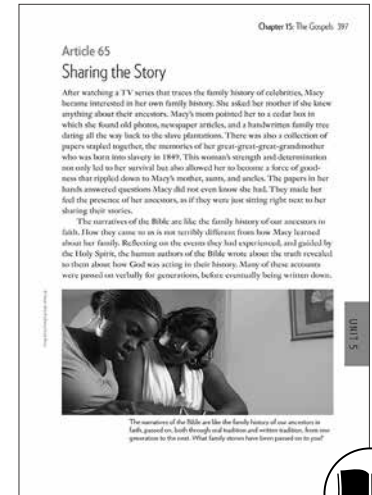 Chapter 15: The Gospels 397
Article 65
Sharing the Story
After watching a TV series that traces the family history of celebrities, Macy
became interested in her own family history. She asked her mother if she knew
anything about their ancestors. Macy's mom pointed her to a cedar box in
which she found old photos, newspaper articles, and a handwritten family tree
dating all the way back to the slave plantations. There was also a collection of
papers stapled together, the memories of her great-great-great-grandmother
who was born into slavery in 1849. This woman's strength and determination
not only led to her survival but also allowed her to become a force of good-
ness that rippled down to Macy's mother, aunts, and uncles. The papers in her
hands answered questions Macy did not even know she had. They made her
feel the presence of her ancestors, as if they were just sitting right next to her
sharing their stories.
The narratives of the Bible are like the family history of our ancestors in
faith. How they came to us is not terribly different from how Macy learned
about her family. Reflecting on the events they had experienced, and guided by
the Holy Spirit, the human authors of the Bible wrote about the truth revealed
to them about how God was acting in their history. Many of these accounts
were passed on verbally for generations, before eventually being written down.
UNIT 5
The narratives of the Bible are like the family history of our ancestors in
faith, passed on, both through oral tradition and written tradition, from one
generation to the next. What family stories have been passed on to you?